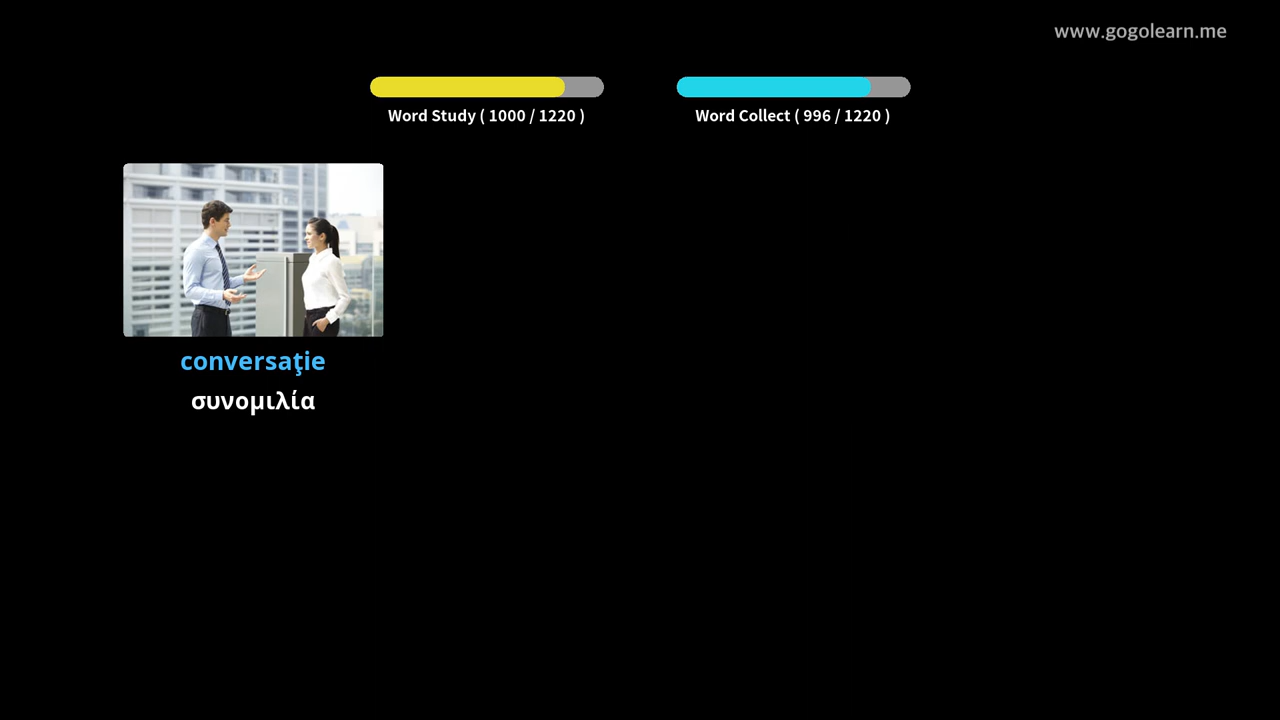 www.gogolearn.me
Word Study ( 1000 / 1220 )
Word Collect ( 996 / 1220 )
conversaţie
συνομιλία